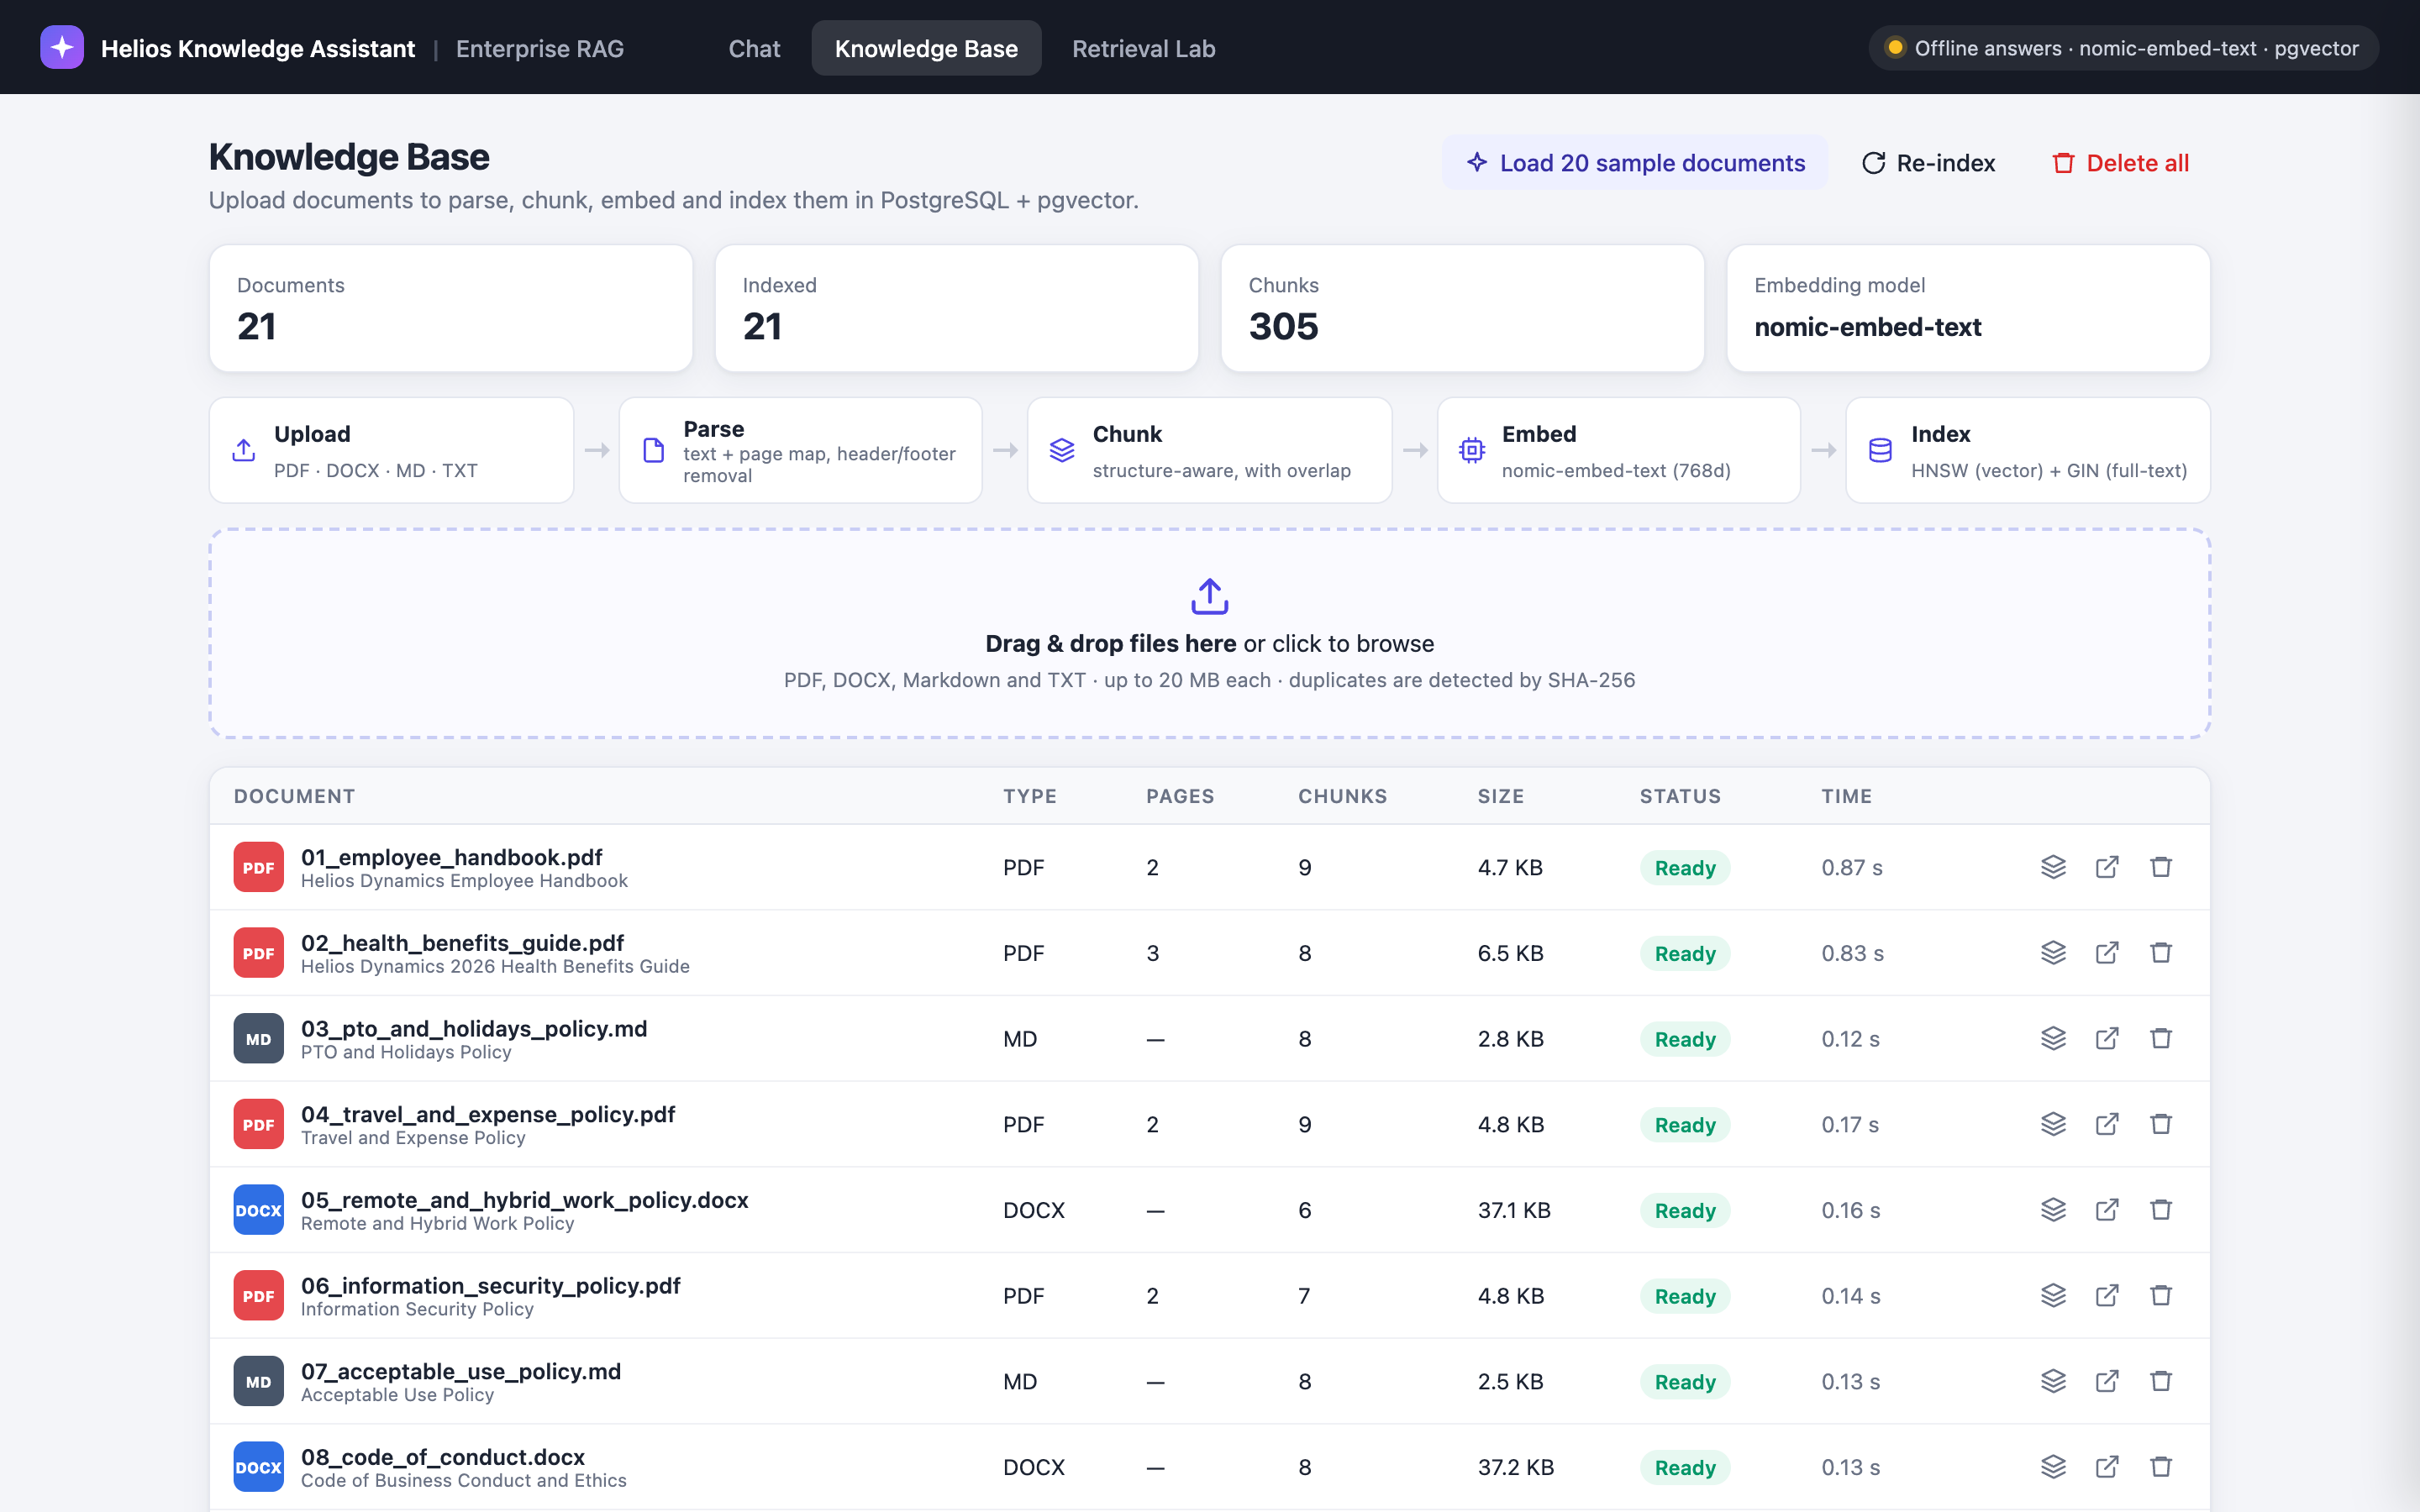 Helios Knowledge Assistant | Enterprise RAG Chat Knowledge Base Retrieval Lab Offline answers · nomic-embed-text · pgvector
Knowledge Base
Load 20 sample documents Re-index Delete all
Upload documents to parse, chunk, embed and index them in PostgreSQL + pgvector.
Documents Indexed Chunks Embedding model
21 21 305 nomic-embed-text
Upload
PDF · DOCX · MD · TXT
Parse
text + page map, header/footer
removal
Chunk
structure-aware, with overlap
Embed
nomic-embed-text (768d)
Index
HNSW (vector) + GIN (full-text)
Drag & drop files here or click to browse
PDF, DOCX, Markdown and TXT · up to 20 MB each · duplicates are detected by SHA-256
DOCUMENT TYPE PAGES CHUNKS SIZE STATUS TIME
PDF 01_employee_handbook.pdf PDF 2 9 4.7 KB Ready 0.87 s
Helios Dynamics Employee Handbook
PDF 02_health_benefits_guide.pdf PDF 3 8 6.5 KB Ready 0.83 s
Helios Dynamics 2026 Health Benefits Guide
MD 03_pto_and_holidays_policy.md MD — 8 2.8 KB Ready 0.12 s
PTO and Holidays Policy
PDF 04_travel_and_expense_policy.pdf PDF 2 9 4.8 KB Ready 0.17 s
Travel and Expense Policy
DOCX 05_remote_and_hybrid_work_policy.docx DOCX — 6 37.1 KB Ready 0.16 s
Remote and Hybrid Work Policy
PDF 06_information_security_policy.pdf PDF 2 7 4.8 KB Ready 0.14 s
Information Security Policy
MD 07_acceptable_use_policy.md MD — 8 2.5 KB Ready 0.13 s
Acceptable Use Policy
DOCX 08_code_of_conduct.docx DOCX — 8 37.2 KB Ready 0.13 s
Code of Business Conduct and Ethics